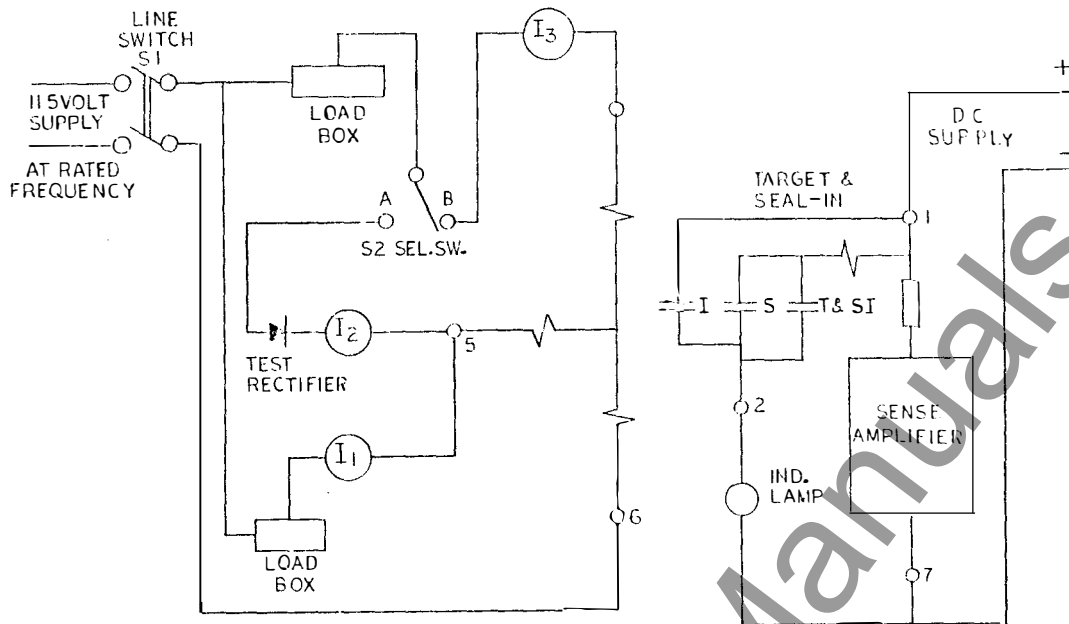 LINE
SWITCH
S1
115VOLT
SUPPLY
AT RATED
FREQUENCY
LOAD
BOX
I3
A
B
S2 SEL.SW.
TEST
RECTIFIER
I2
5
I1
LOAD
BOX
6
+
DC
SUPPLY
-
TARGET &
SEAL-IN
1
I
S
T& SI
2
SENSE
AMPLIFIER
IND.
LAMP
7
Manuals